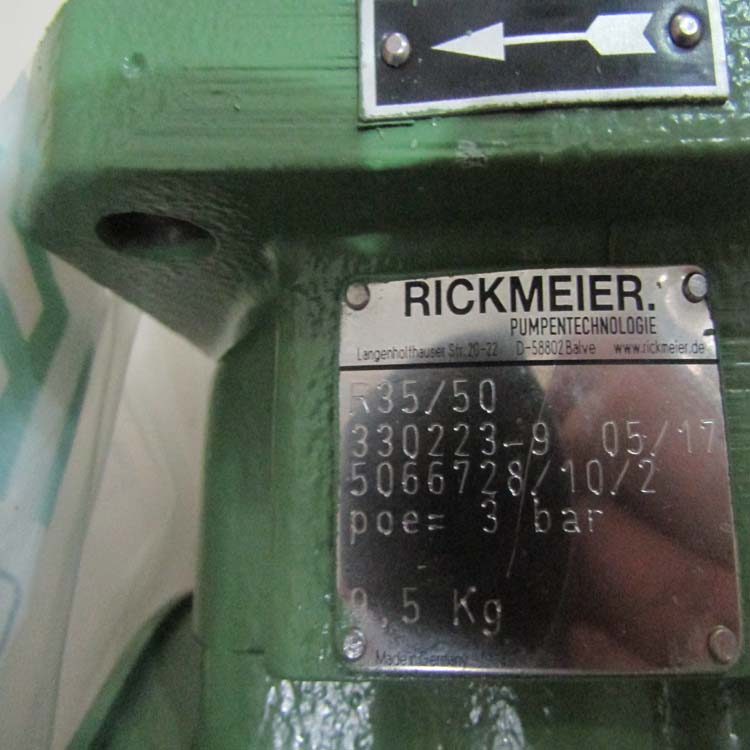 RICKMEIER.
PUMPENTECHNOLOGIE
Langenholthauser Str. 20-22 D-58802 Balve www.rickmeier.de
R35/50
330223-9 05/17
5066728/10/2
poe= 3 bar
9,5 Kg
Made in Germany